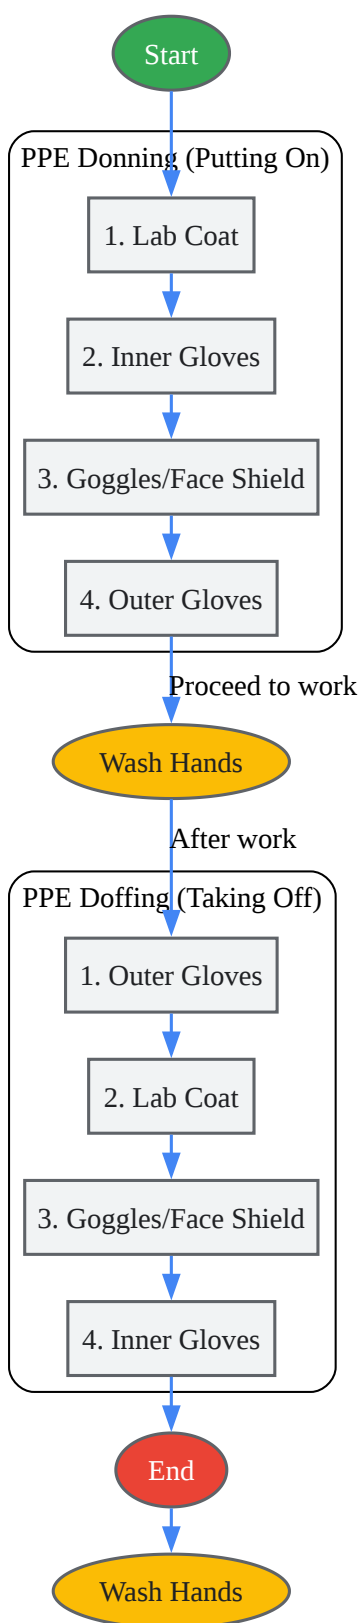 Start
PPE Donning (Putting On)
1. Lab Coat
2. Inner Gloves
3. Goggles/Face Shield
4. Outer Gloves
Proceed to work
Wash Hands
After work
PPE Doffing (Taking Off)
1. Outer Gloves
2. Lab Coat
3. Goggles/Face Shield
4. Inner Gloves
End
Wash Hands